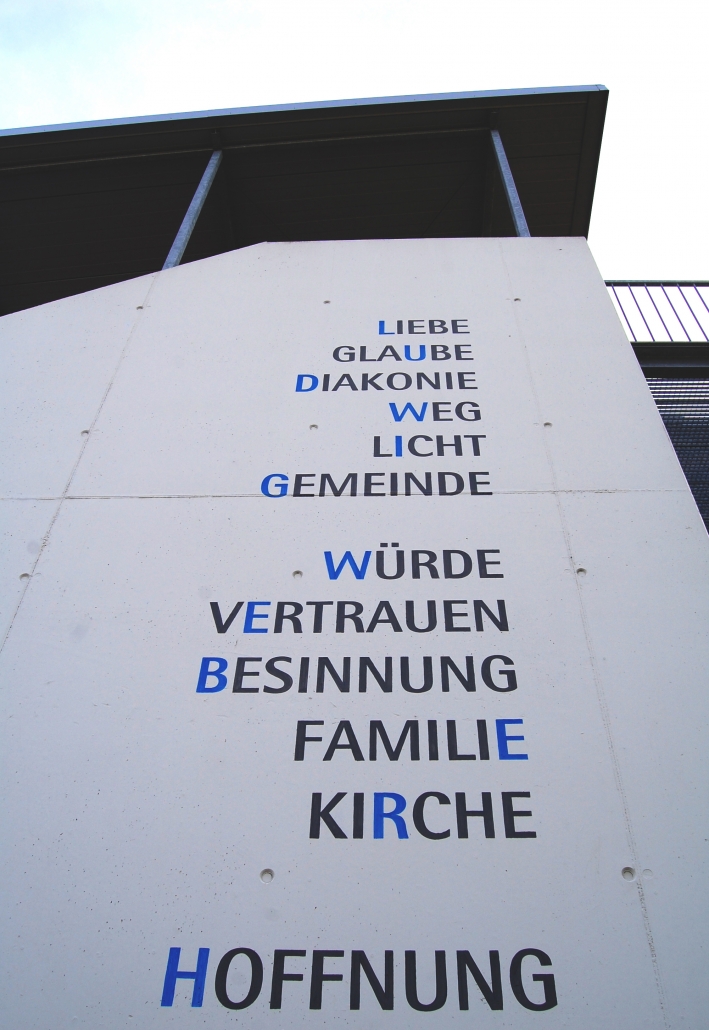 LIEBE
GLAUBE
DIAKONIE
WEG
LICHT
GEMEINDE
WÜRDE
VERTRAUEN
BESINNUNG
FAMILIE
KIRCHE
HOFFNUNG